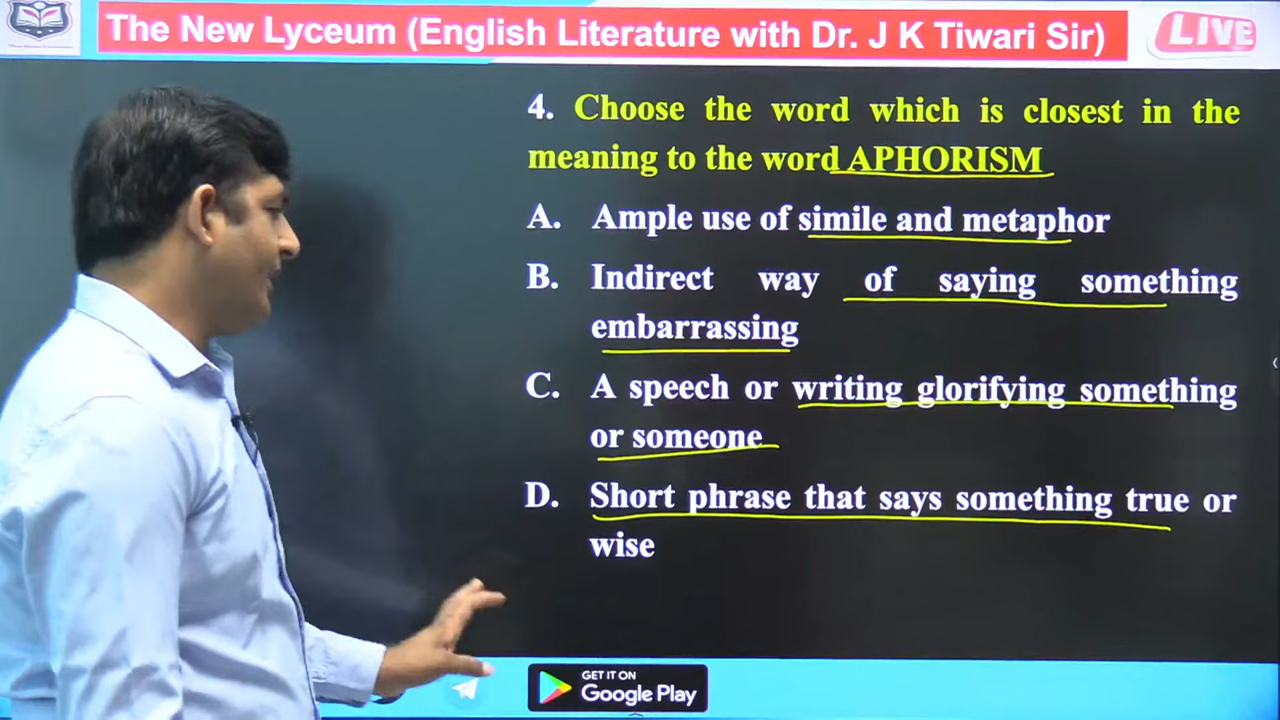 The New Lyceum (English Literature with Dr. J K Tiwari Sir)
LIVE
4. Choose the word which is closest in the
meaning to the word APHORISM
A. Ample use of simile and metaphor
B. Indirect way of saying something
embarrassing
C. A speech or writing glorifying something
or someone
D. Short phrase that says something true or
wise
GET IT ON
Google Play